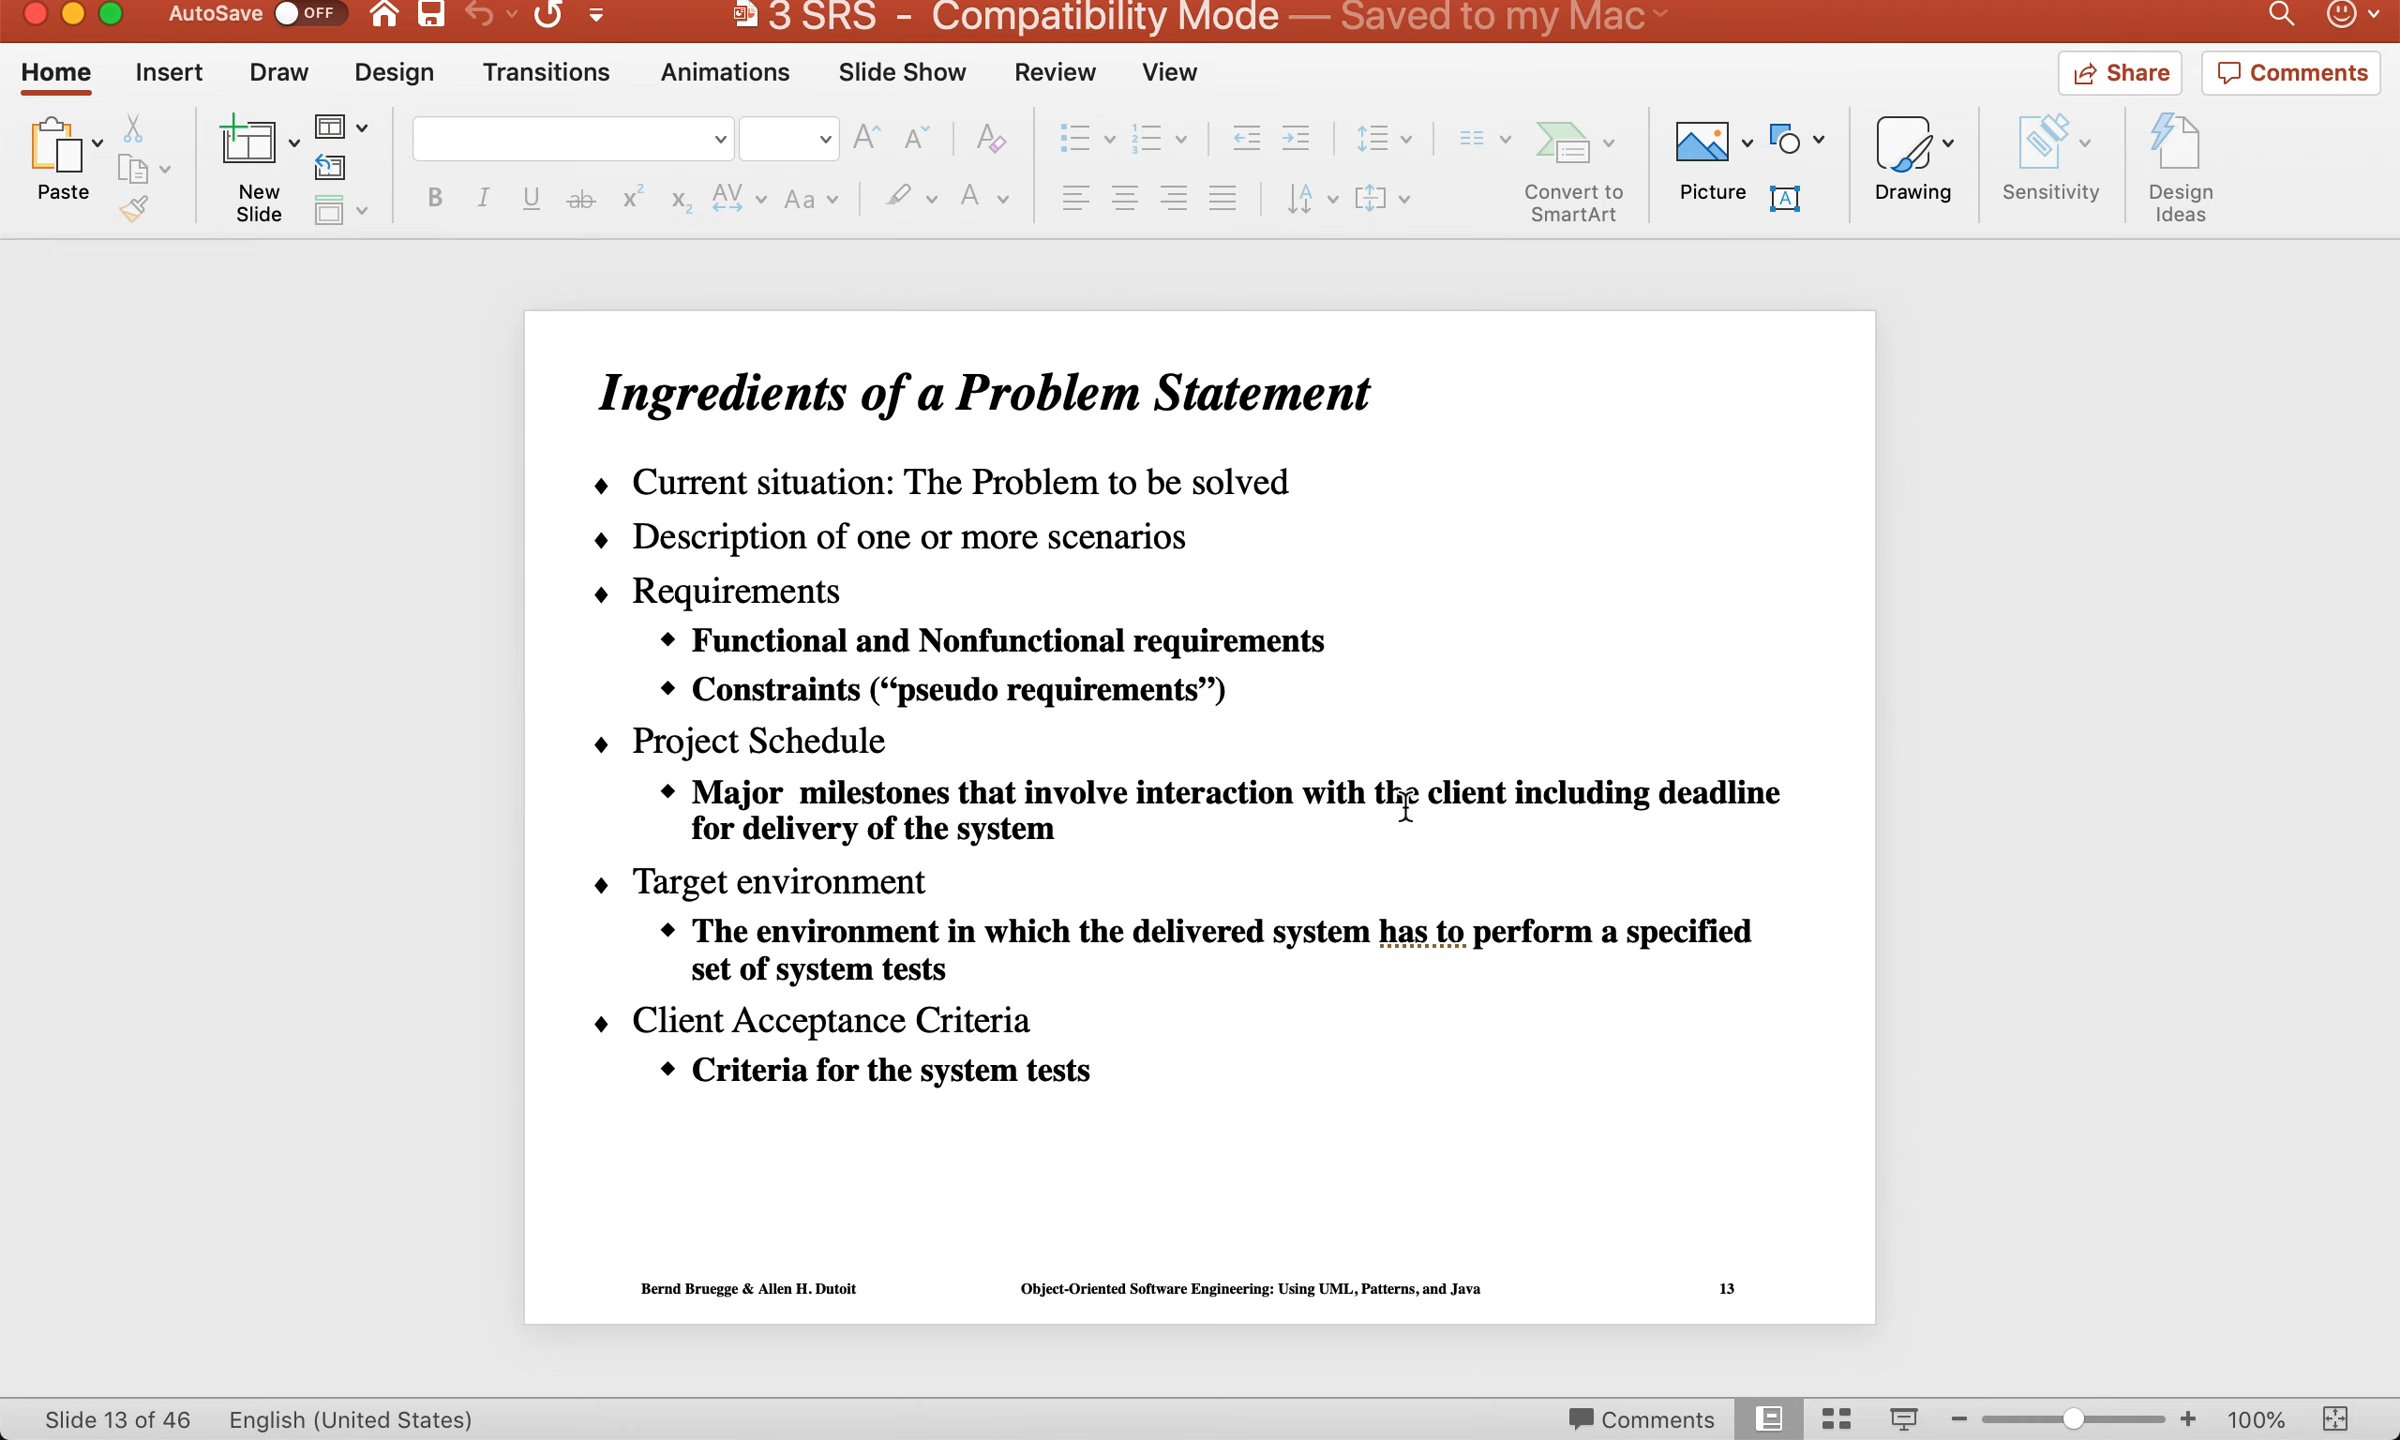 AutoSave OFF
3 SRS - Compatibility Mode — Saved to my Mac
Home Insert Draw Design Transitions Animations Slide Show Review View Share Comments
Paste New Slide Convert to SmartArt Picture Drawing Sensitivity Design Ideas
Ingredients of a Problem Statement
♦ Current situation: The Problem to be solved
♦ Description of one or more scenarios
♦ Requirements
◆ Functional and Nonfunctional requirements
◆ Constraints (“pseudo requirements”)
♦ Project Schedule
◆ Major milestones that involve interaction with the client including deadline
for delivery of the system
♦ Target environment
◆ The environment in which the delivered system has to perform a specified
set of system tests
♦ Client Acceptance Criteria
◆ Criteria for the system tests
Bernd Bruegge & Allen H. Dutoit Object-Oriented Software Engineering: Using UML, Patterns, and Java 13
Slide 13 of 46 English (United States) Comments 100%